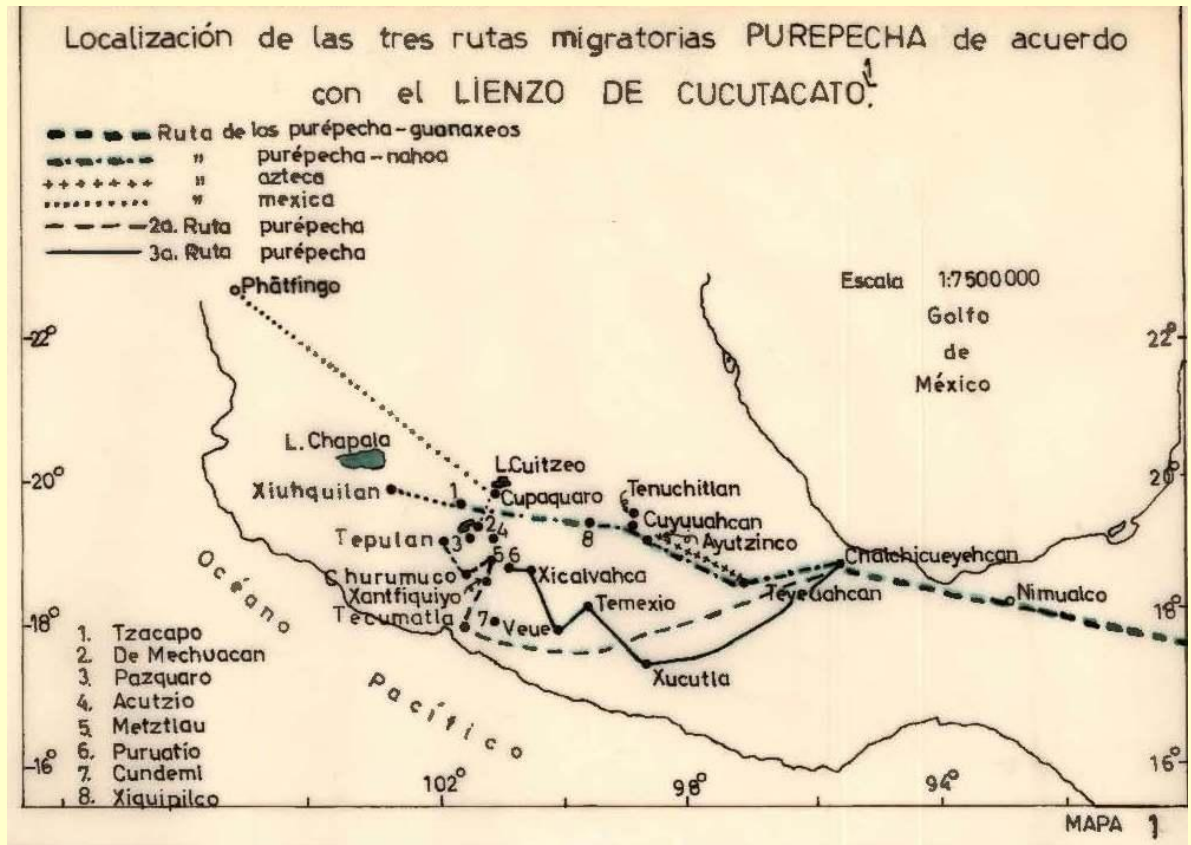 Localización de las tres rutas migratorias PUREPECHA de acuerdo
con el LIENZO DE CUCUTACATO.1
Ruta de los purépecha-guanaxeos
" purépecha-nahoa
" azteca
" mexica
2a. Ruta purépecha
3a. Ruta purépecha
Phātfingo
Escala 1:7500000
Golfo
de
México
22° 22°
L. Chapala
L.Cuitzeo
20° 20°
Xiuhquilan 1 Cupaquaro Tenuchitlan
2 4 8 Cuyuuahcan
Tepulan 3 Ayutzinco
5 Chalchicueyehcan
Churumuco 6 Xicalvahca
Xantfiquiyo Teyeuahcan Nimualco
Tecumatla 7 Veue Temexio
18° 18°
Xucutla
Océano
Pacífico
1. Tzacapo
2. De Mechuacan
3. Pazquaro
4. Acutzio
5. Metztlau
6. Puruatío
7. Cundemi
8. Xiquipilco
16° 16°
102° 98° 94°
MAPA 1